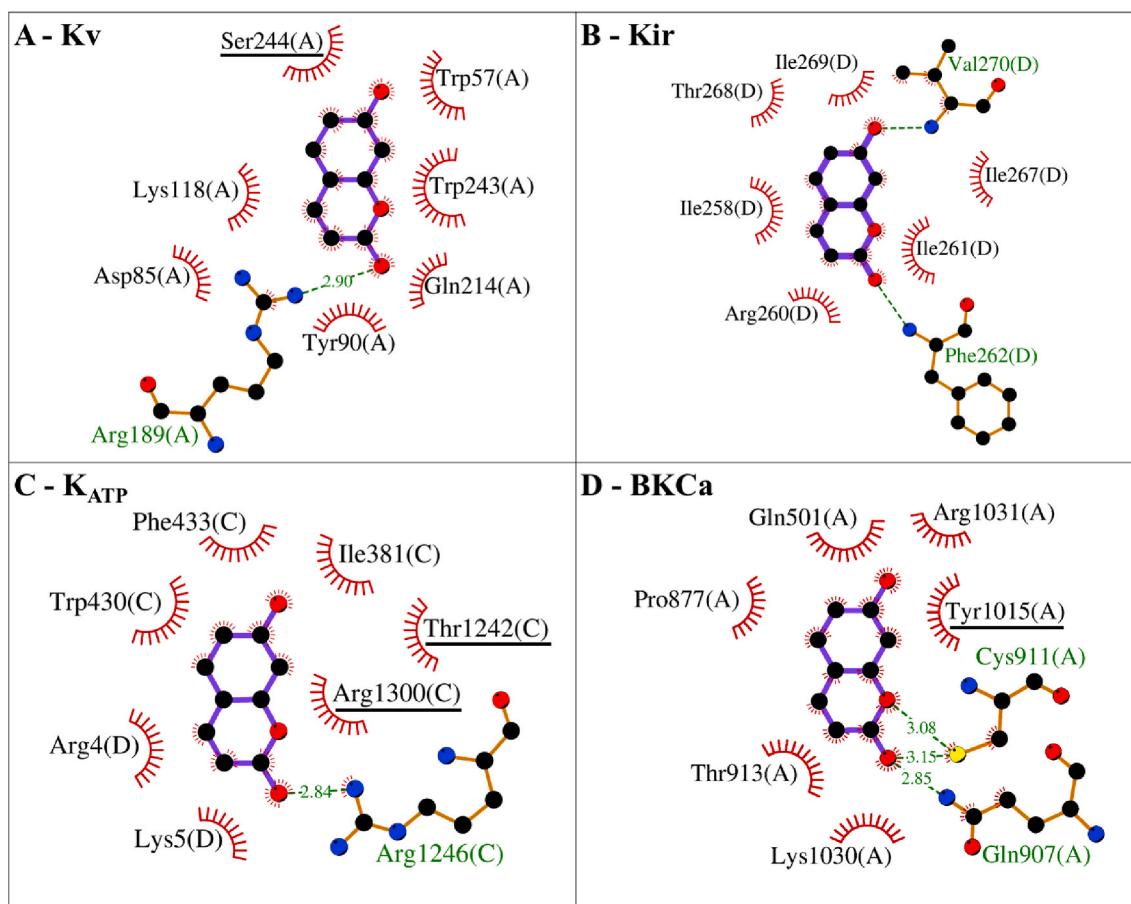 A - Kv
Ser244(A)
Trp57(A)
Lys118(A)
Trp243(A)
Asp85(A)
2.90
Gln214(A)
Tyr90(A)
Arg189(A)
B - Kir
Ile269(D)
Val270(D)
Thr268(D)
Ile267(D)
Ile258(D)
Ile261(D)
Arg260(D)
Phe262(D)
C - KATP
Phe433(C)
Ile381(C)
Trp430(C)
Thr1242(C)
Arg1300(C)
Arg4(D)
2.84
Lys5(D)
Arg1246(C)
D - BKCa
Gln501(A)
Arg1031(A)
Pro877(A)
Tyr1015(A)
Cys911(A)
3.08
3.15
2.85
Thr913(A)
Lys1030(A)
Gln907(A)